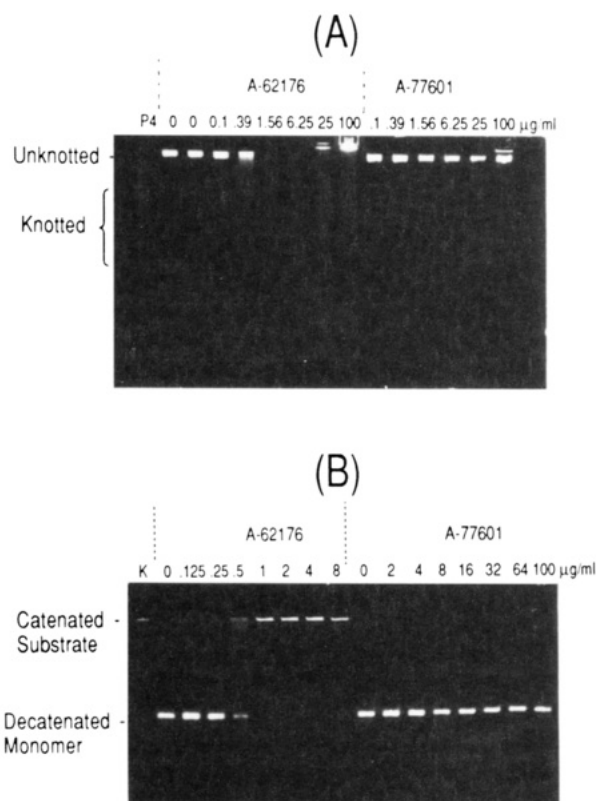 (A)
A-62176 A-77601
P4 0 0 0.1 .39 1.56 6.25 25 100 .1 .39 1.56 6.25 25 100 μg ml
Unknotted
Knotted
(B)
A-62176 A-77601
K 0 .125 .25 .5 1 2 4 8 0 2 4 8 16 32 64 100 μg/ml
Catenated
Substrate
Decatenated
Monomer